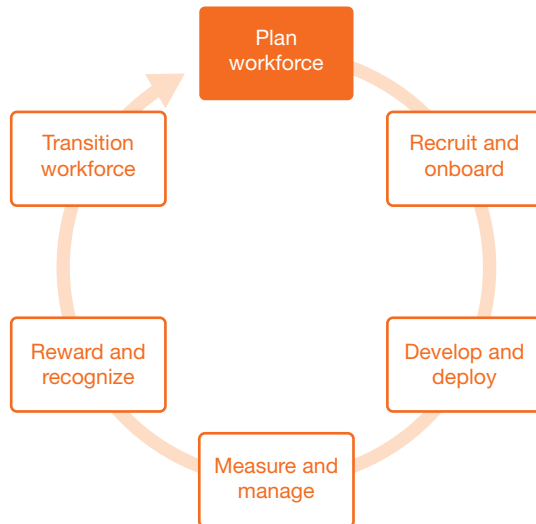 Plan
workforce
Recruit and
onboard
Develop and
deploy
Measure and
manage
Reward and
recognize
Transition
workforce